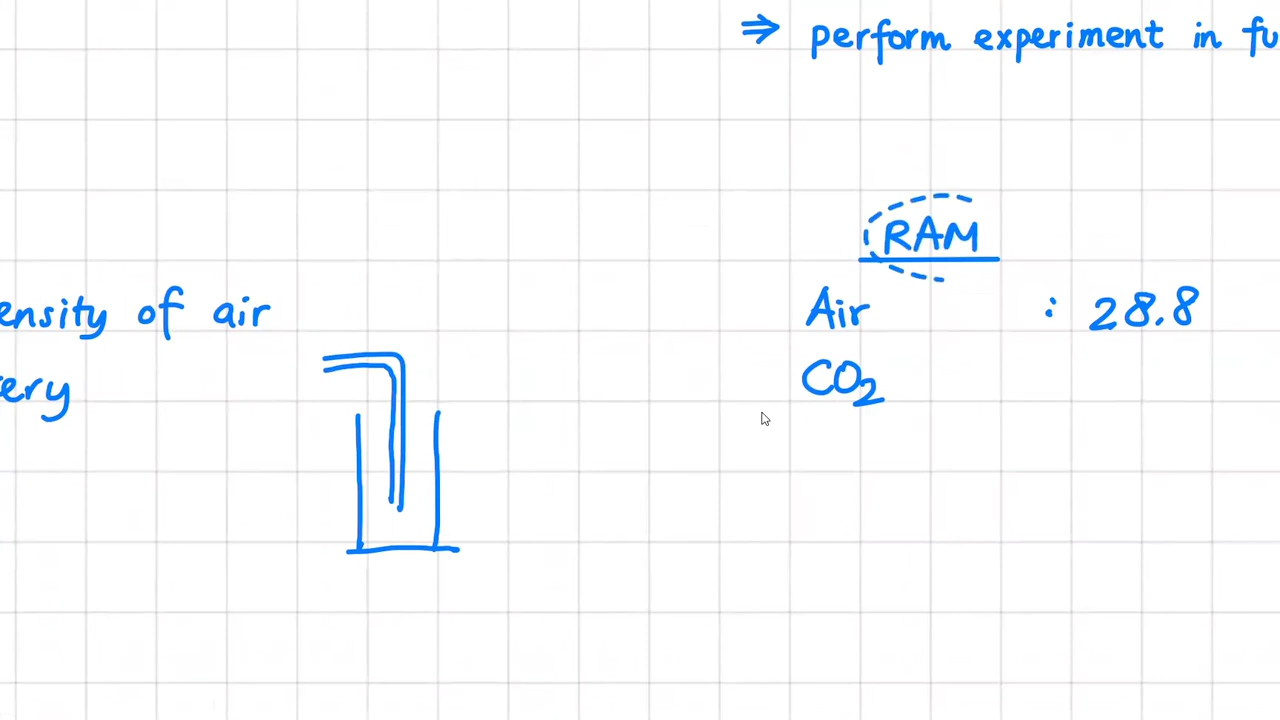 ⇒ perform experiment in fu
RAM
ensity of air
Air : 28.8
ery
CO₂